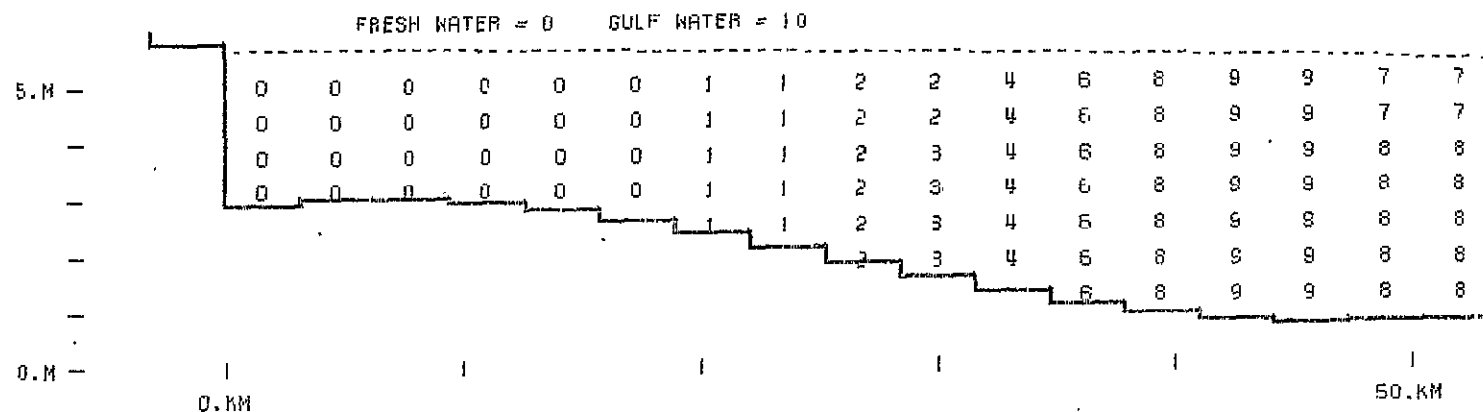 FRESH WATER = 0 GULF WATER = 10
5.M 0 0 0 0 0 0 1 1 2 2 4 6 8 9 9 7 7
0 0 0 0 0 0 1 1 2 2 4 6 8 9 9 7 7
0 0 0 0 0 0 1 1 2 3 4 6 8 9 9 8 8
0 0 0 0 0 0 1 1 2 3 4 6 8 9 9 8 8
1 1 2 3 4 6 8 9 9 8 8
2 3 4 6 8 9 9 8 8
6 8 9 9 8 8
0.M
0.KM 50.KM